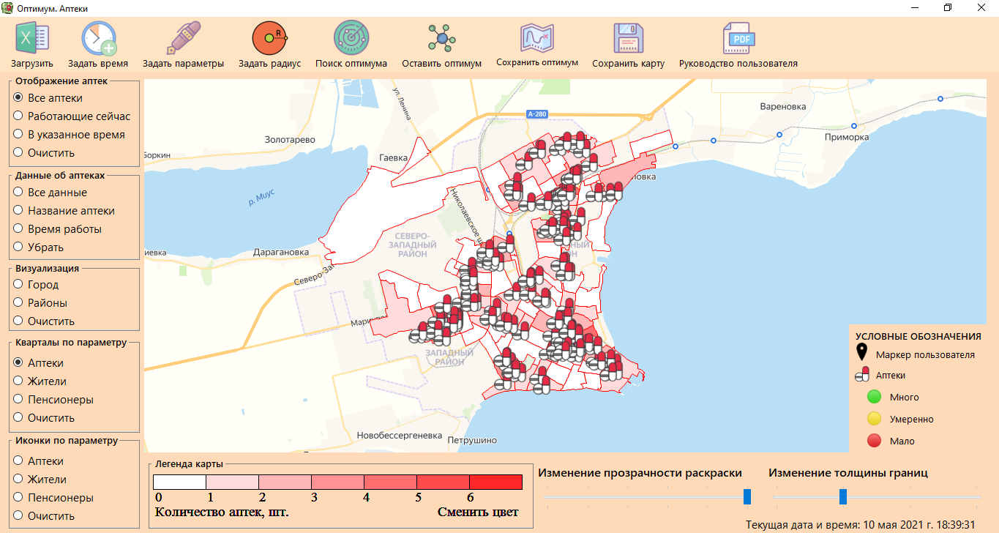 Оптимум. Аптеки
Загрузить
Задать время
Задать параметры
R
Задать радиус
Поиск оптимума
Оставить оптимум
Сохранить оптимум
Сохранить карту
PDF
Руководство пользователя
Отображение аптек
Все аптеки
Работающие сейчас
В указанное время
Очистить
Данные об аптеках
Все данные
Название аптеки
Время работы
Убрать
Визуализация
Город
Районы
Очистить
Кварталы по параметру
Аптеки
Жители
Пенсионеры
Очистить
Иконки по параметру
Аптеки
Жители
Пенсионеры
Очистить
ул. Ленина
А-280
Вареновка
Приморка
Золотарево
Боркин
Гаевка
ловка
р. Миус
Николаевское ш
СЕВЕРО-
ЗАПАДНЫЙ
РАЙОН
НЫЙ
ОН
иевка
Дарагановка
Северо-За
Мариупо
ЗАПАДНЫЙ
РАЙОН
Новобессергеневка
Петрушино
УСЛОВНЫЕ ОБОЗНАЧЕНИЯ
Маркер пользователя
Аптеки
Много
Умеренно
Мало
Легенда карты
0 1 2 3 4 5 6
Количество аптек, шт. Сменить цвет
Изменение прозрачности раскраски
Изменение толщины границ
Текущая дата и время: 10 мая 2021 г. 18:39:31